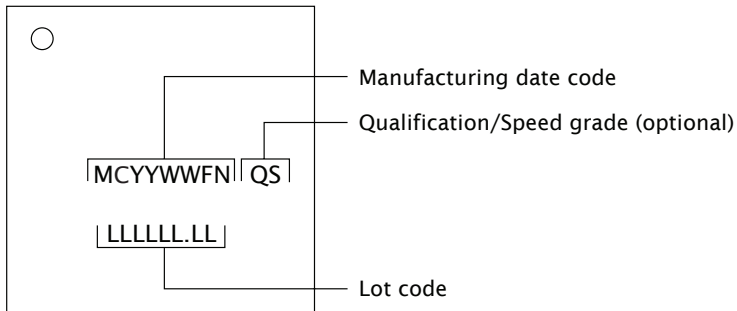 Manufacturing date code
Qualification/Speed grade (optional)
MCYYWWFN QS
LLLLLL.LL
Lot code